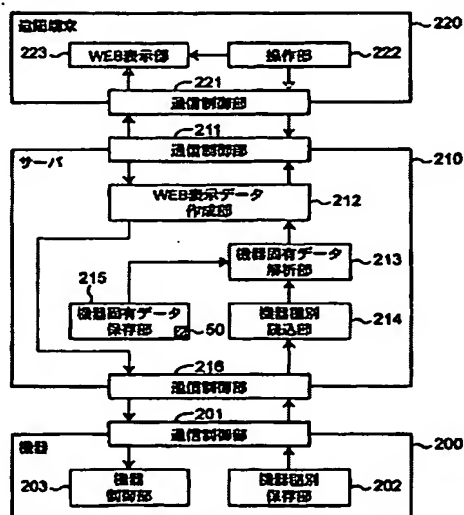 遠隔端末
220
223
WEB表示部
操作部
222
221
通信制御部
211
通信制御部
サーバ
210
WEB表示データ
作成部
212
機器固有データ
解析部
213
215
機器固有データ
保存部
50
機器種別
読込部
214
216
通信制御部
201
通信制御部
機器
200
203
機器
制御部
機器種別
保存部
202